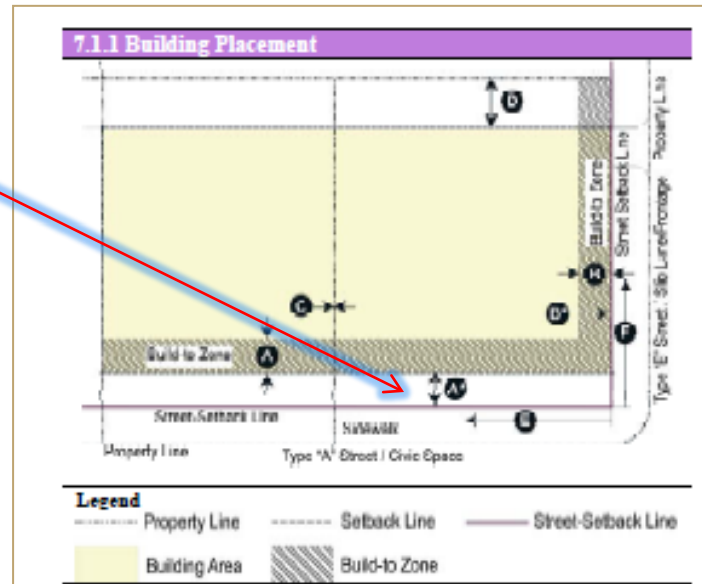 7.1.1 Building Placement
D
Build-to Zone
Street Setback Line
Type "E" Street / Slip Lane/Frontage
Property Line
H
C
F
A
Build-to Zone
Street-Setback Line
Sidewalk
Property Line
Type "A" Street / Civic Space
Legend
Property Line
Setback Line
Street-Setback Line
Building Area
Build-to Zone